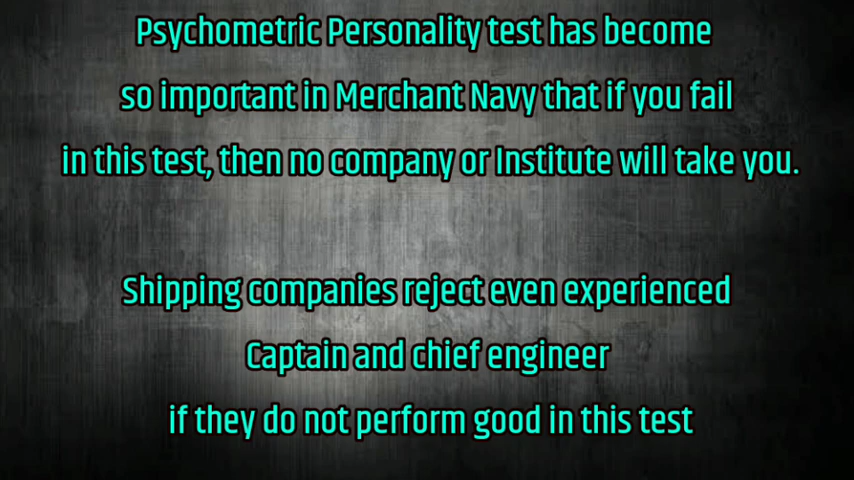 Psychometric Personality test has become
so important in Merchant Navy that if you fail
in this test, then no company or Institute will take you.
Shipping companies reject even experienced
Captain and chief engineer
if they do not perform good in this test